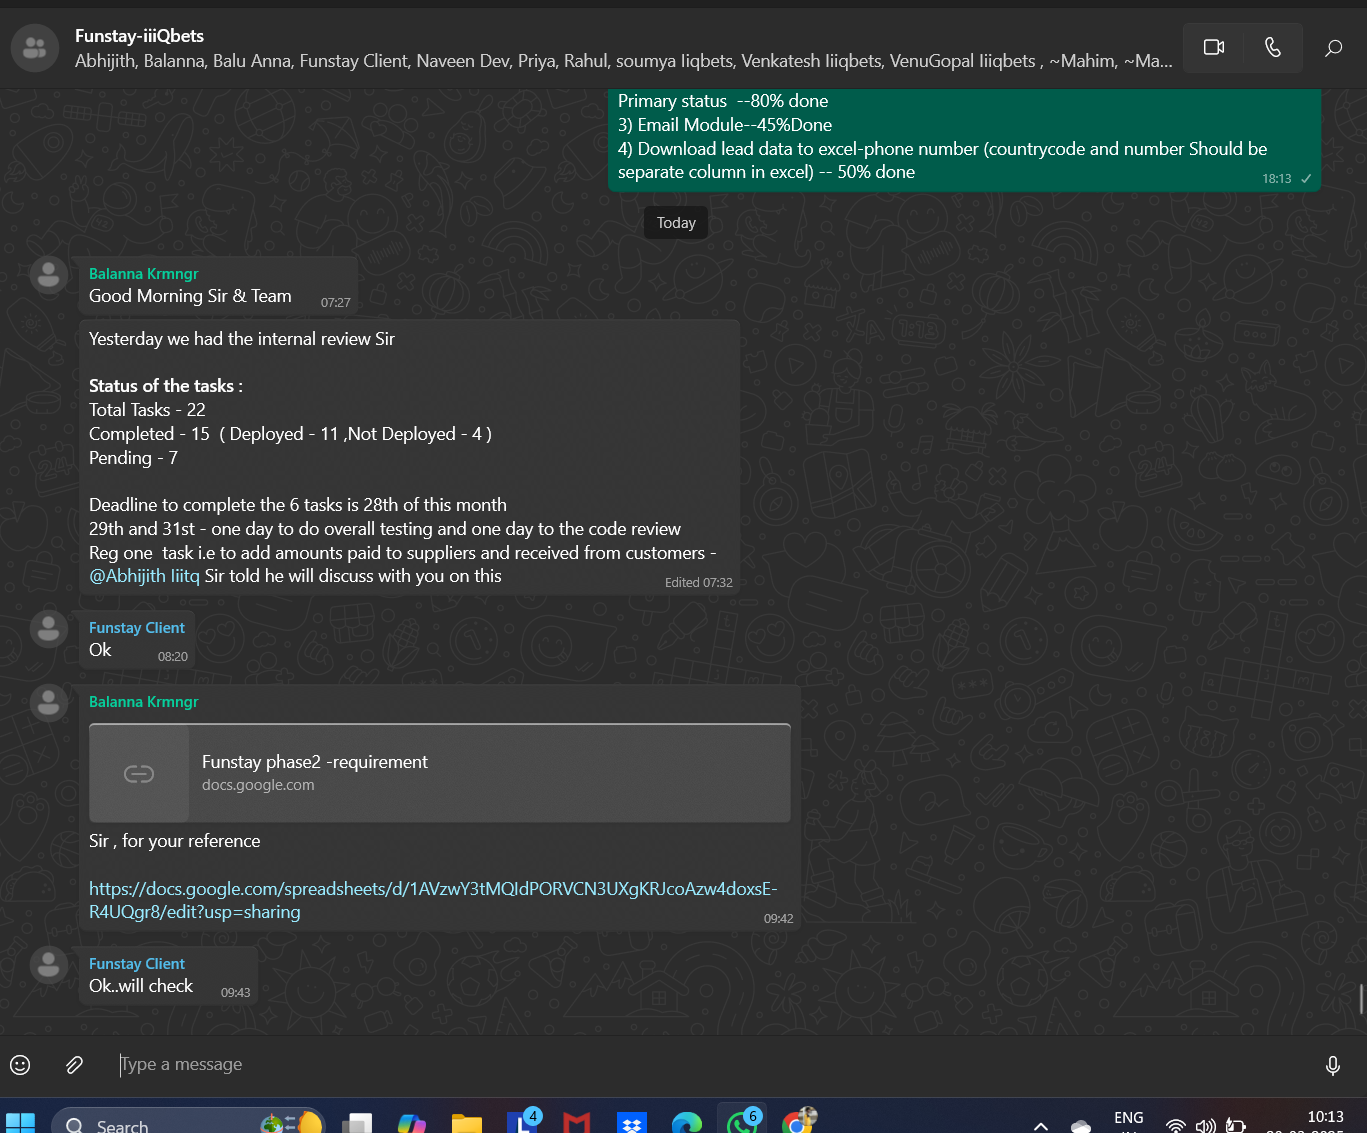 Funstay-iiiQbets
Abhijith, Balanna, Balu Anna, Funstay Client, Naveen Dev, Priya, Rahul, soumya Iiqbets, Venkatesh Iiiqbets, VenuGopal Iiiqbets , ~Mahim, ~Ma...
Primary status  --80% done
3) Email Module--45%Done
4) Download lead data to excel-phone number (countrycode and number Should be
separate column in excel) -- 50% done
18:13
Today
Balanna Krmngr
Good Morning Sir & Team
07:27
Yesterday we had the internal review Sir
Status of the tasks :
Total Tasks - 22
Completed - 15  ( Deployed - 11 ,Not Deployed - 4 )
Pending - 7
Deadline to complete the 6 tasks is 28th of this month
29th and 31st - one day to do overall testing and one day to the code review
Reg one  task i.e to add amounts paid to suppliers and received from customers -
@Abhijith Iiitq Sir told he will discuss with you on this
Edited 07:32
Funstay Client
Ok
08:20
Balanna Krmngr
Funstay phase2 -requirement
docs.google.com
Sir , for your reference
https://docs.google.com/spreadsheets/d/1AVzwY3tMQIdPORVCN3UXgKRJcoAzw4doxsE-
R4UQgr8/edit?usp=sharing
09:42
Funstay Client
Ok..will check
09:43
Type a message
Search
4
6
ENG
10:13